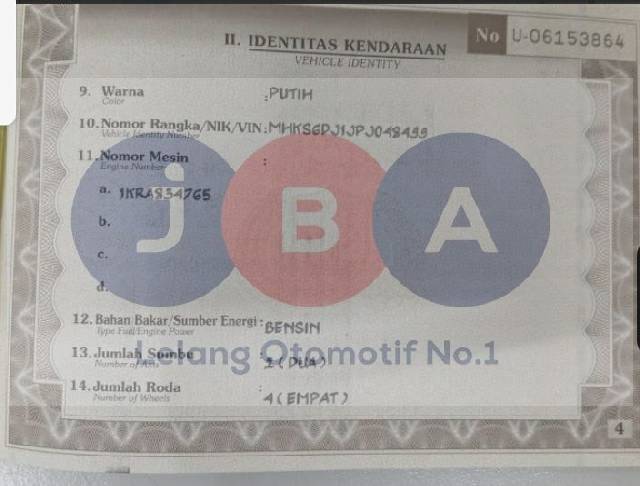 No U-06153864
II. IDENTITAS KENDARAAN
VEHICLE IDENTITY
9. Warna : PUTIH
Color
10. Nomor Rangka/NIK/VIN : MHKS6DJ1JPJ048499
Vehicle Identity Number
11. Nomor Mesin :
Engine Number
a. 1KRA834765
b.
c.
d.
j B A
12. Bahan Bakar/Sumber Energi : BENSIN
Type Fuel/Engine Power
13. Jumlah Sumbu : 2 (DUA)
Number of Axis
Lelang Otomotif No.1
14. Jumlah Roda : 4 (EMPAT)
Number of Wheels
4